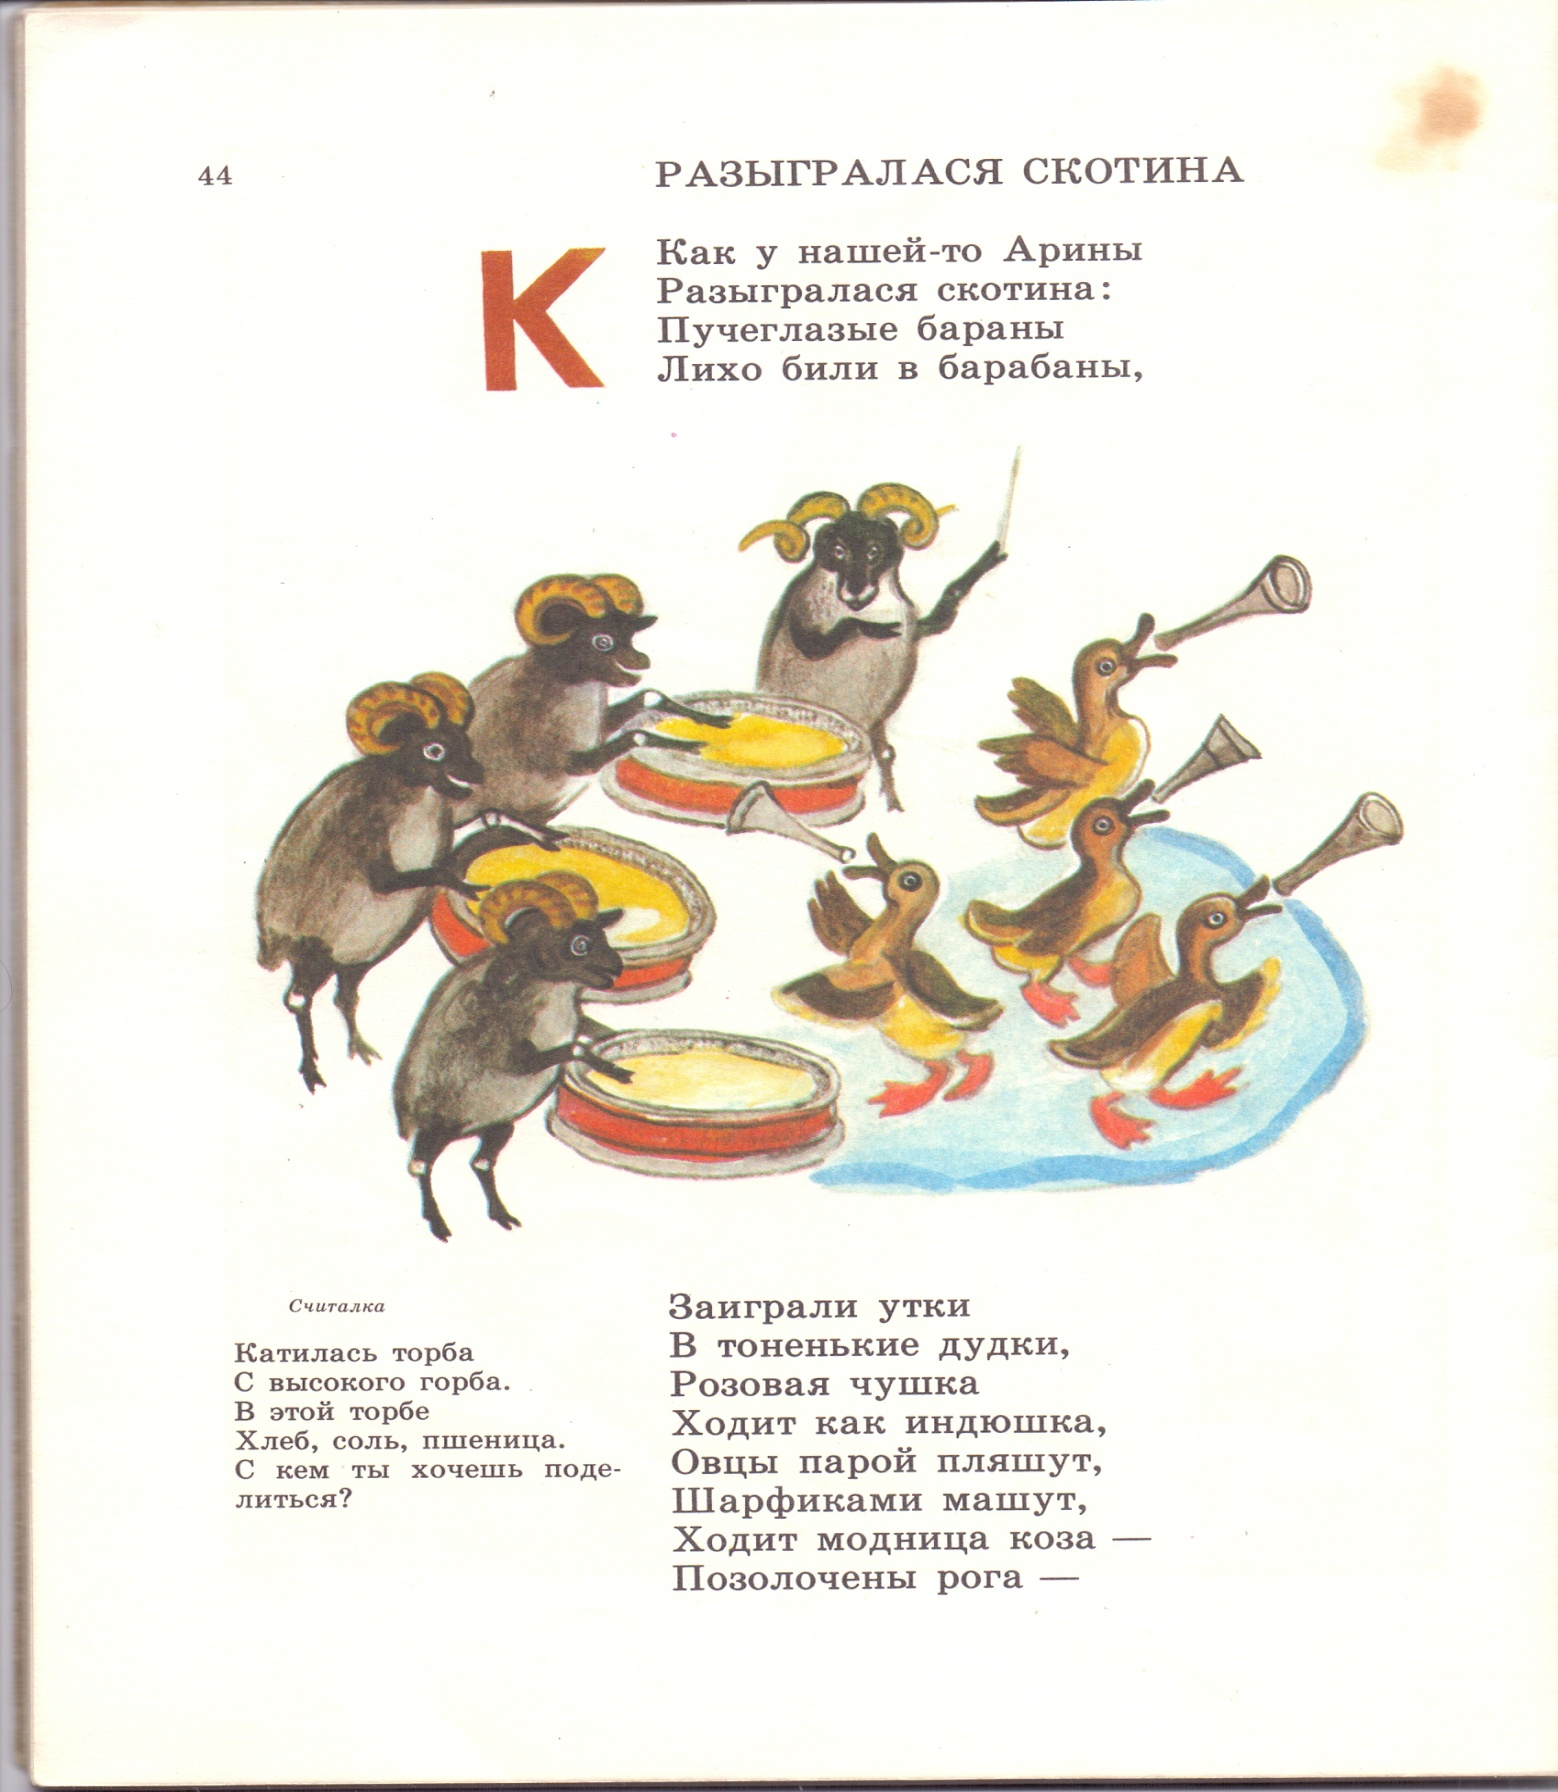 44
РАЗЫГРАЛАСЯ СКОТИНА
К
Как у нашей-то Арины
Разыгралася скотина:
Пучеглазые бараны
Лихо били в барабаны,
Заиграли утки
В тоненькие дудки,
Розовая чушка
Ходит как индюшка,
Овцы парой пляшут,
Шарфиками машут,
Ходит модница коза —
Позолочены рога —
Считалка
Катилась торба
С высокого горба.
В этой торбе
Хлеб, соль, пшеница.
С кем ты хочешь поде-
литься?